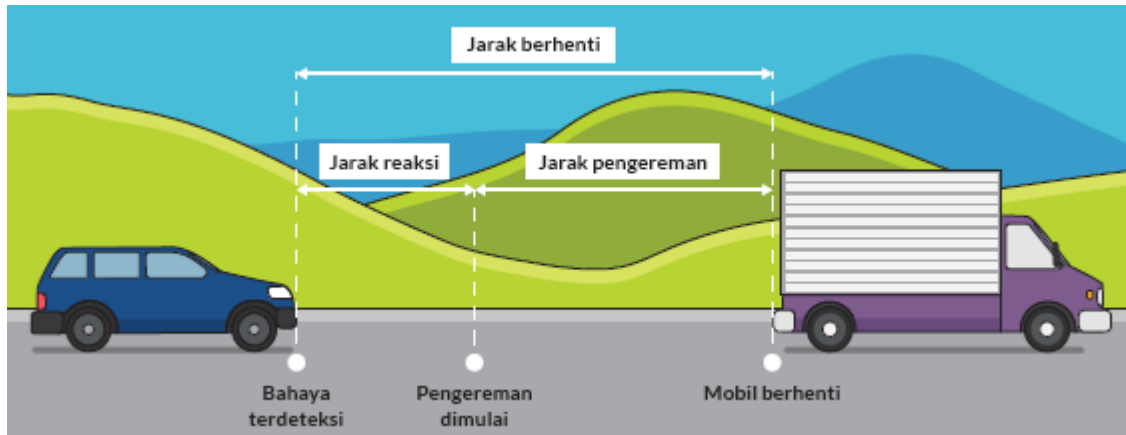 Jarak berhenti
Jarak reaksi
Jarak pengereman
Bahaya
terdeteksi
Pengereman
dimulai
Mobil berhenti